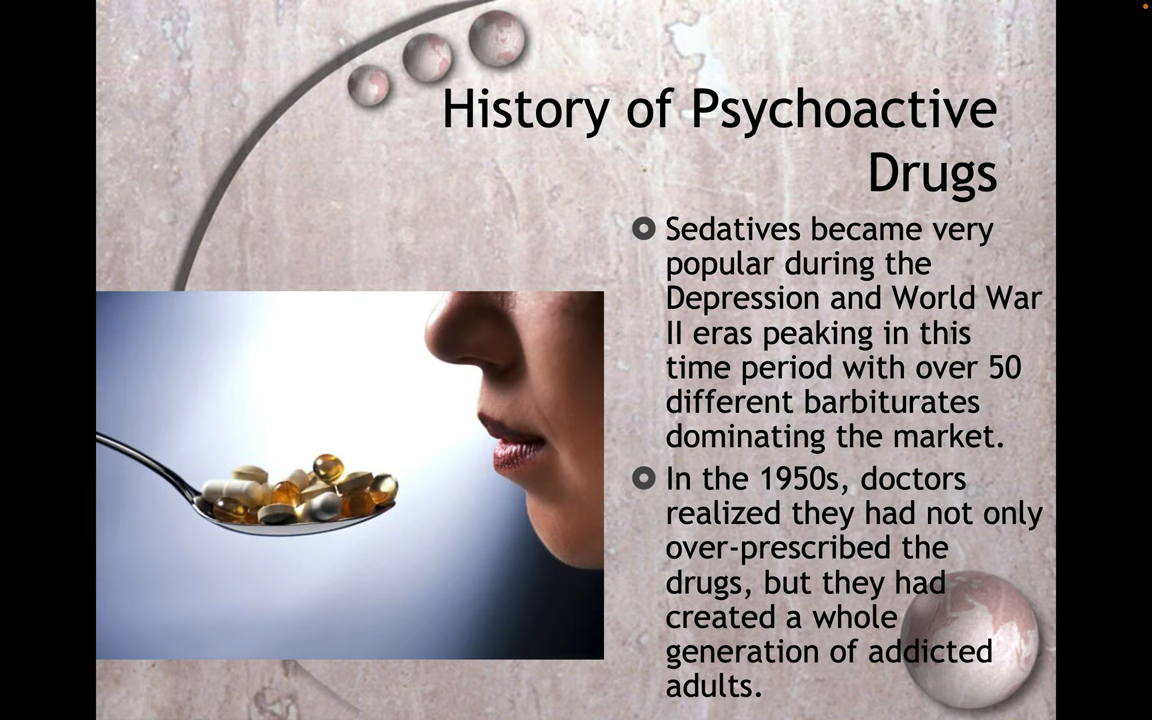 History of Psychoactive
Drugs
Sedatives became very
popular during the
Depression and World War
II eras peaking in this
time period with over 50
different barbiturates
dominating the market.
In the 1950s, doctors
realized they had not only
over-prescribed the
drugs, but they had
created a whole
generation of addicted
adults.